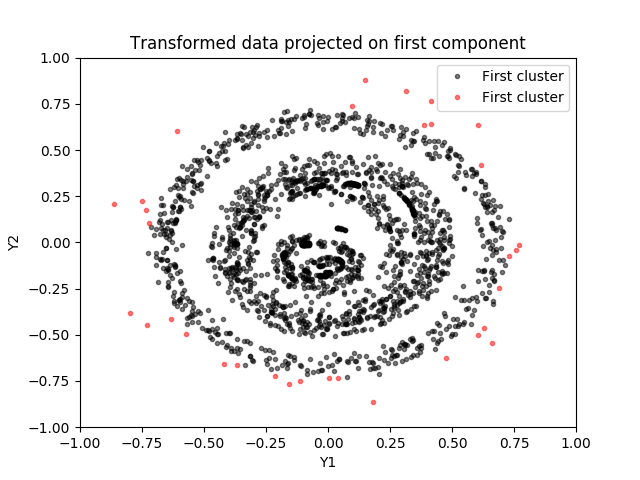 Transformed data projected on first component
First cluster
First cluster
1.00
0.75
0.50
0.25
0.00
−0.25
−0.50
−0.75
−1.00
Y2
−1.00 −0.75 −0.50 −0.25 0.00 0.25 0.50 0.75 1.00
Y1